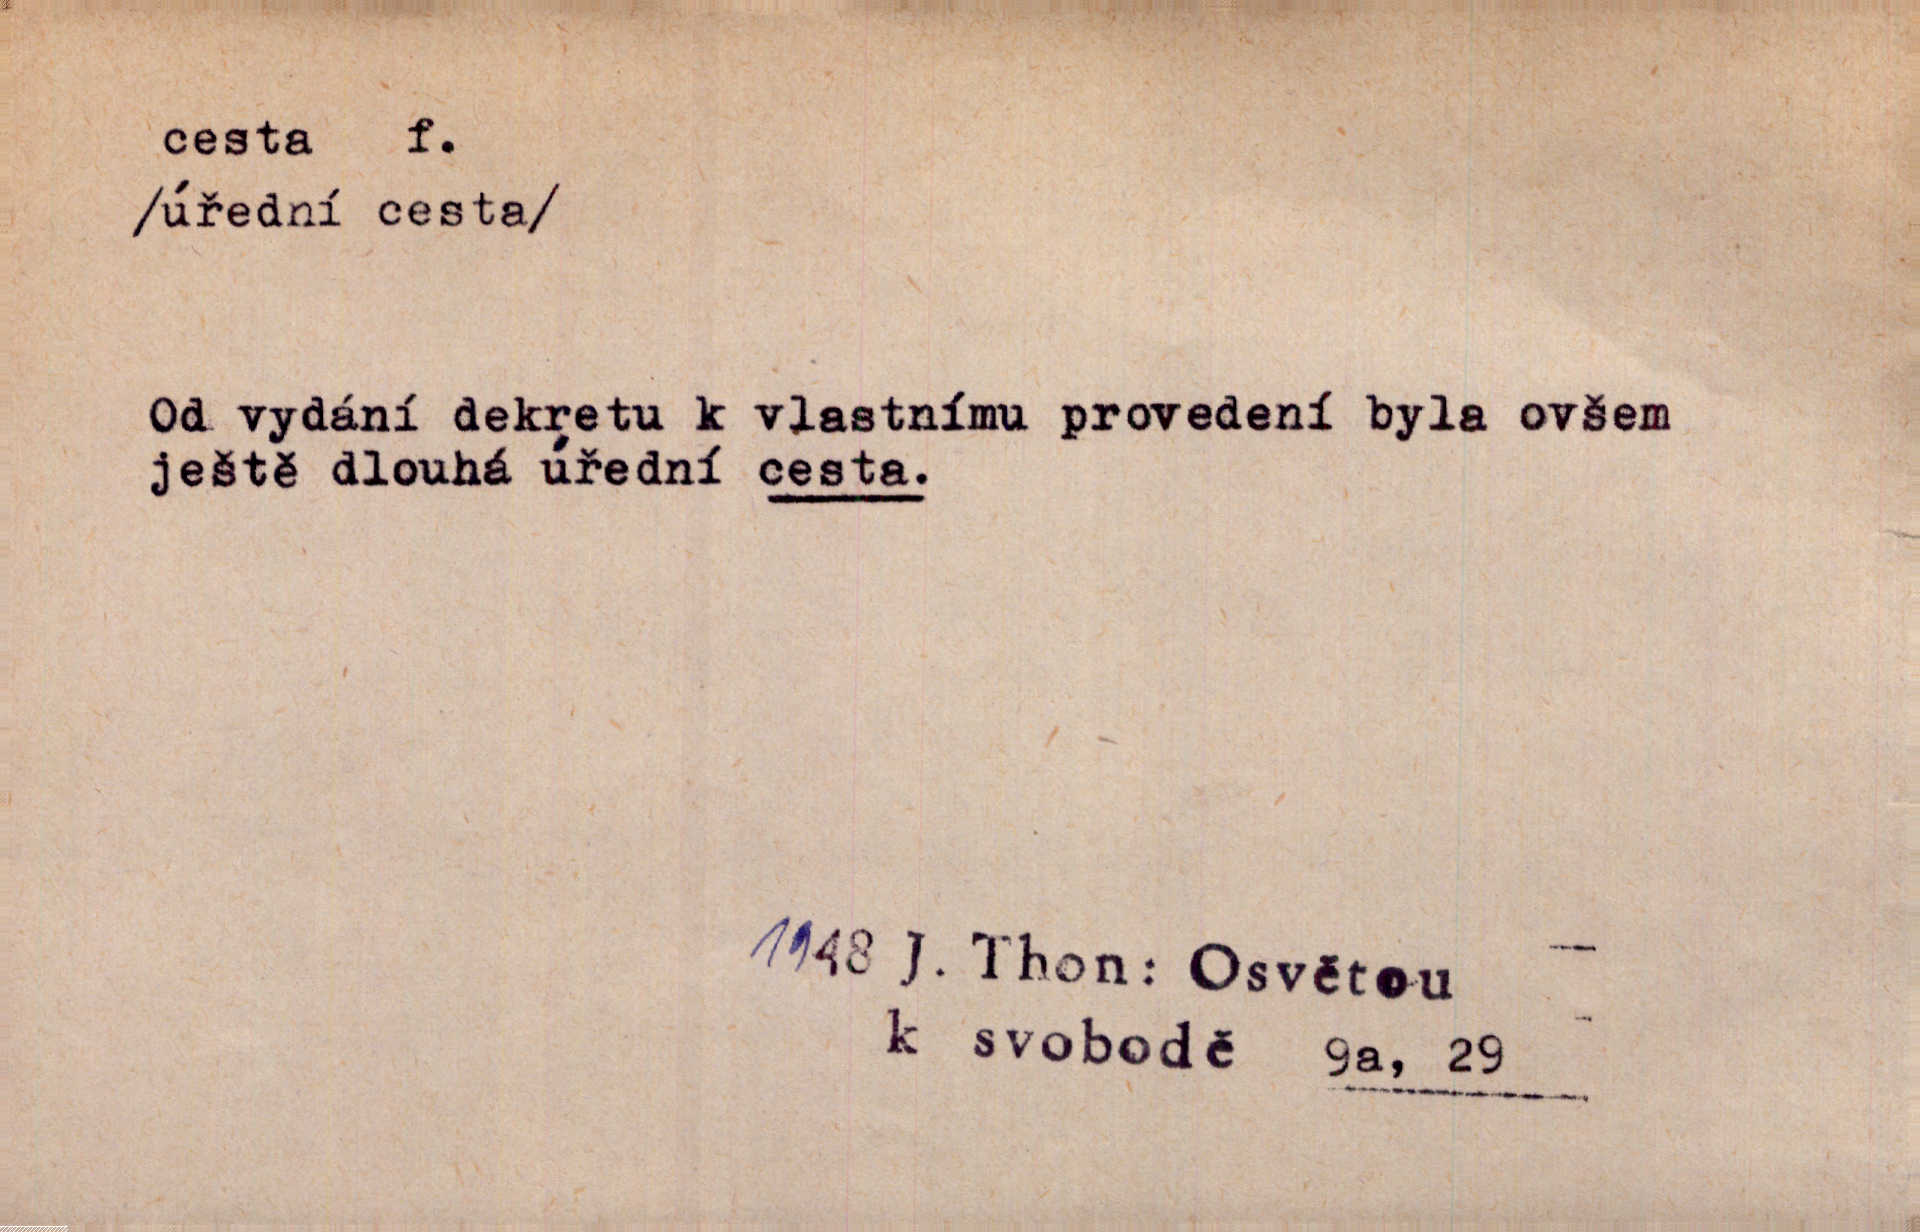 cesta f.
/úřední cesta/
Od vydání dekretu k vlastnímu provedení byla ovšem
ještě dlouhá úřední cesta.
1948 J. Thon: Osvětou
k svobodě 9a, 29